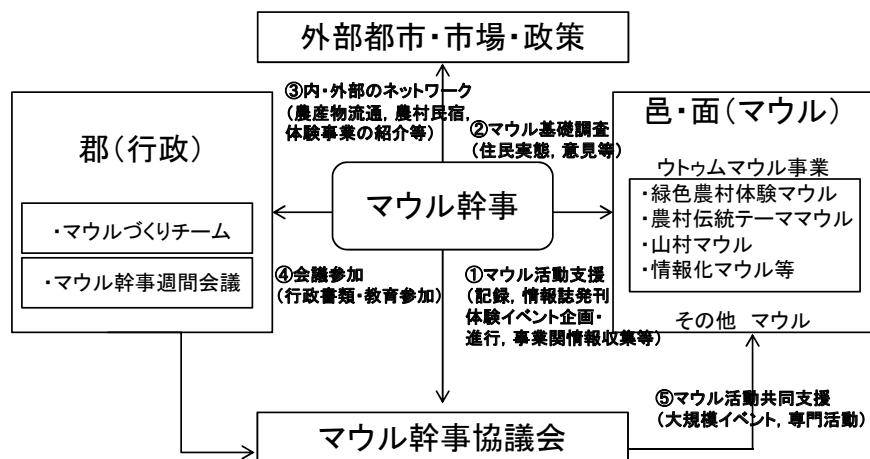 外部都市・市場・政策
③内・外部のネットワーク
(農産物流通, 農村民宿,
体験事業の紹介等)
②マウル基礎調査
(住民実態, 意見等)
郡(行政)
・マウルづくりチーム
・マウル幹事週間会議
マウル幹事
邑・面(マウル)
ウトゥムマウル事業
・緑色農村体験マウル
・農村伝統テーママウル
・山村マウル
・情報化マウル等
その他 マウル
④会議参加
(行政書類・教育参加)
①マウル活動支援
(記録, 情報誌発刊
体験イベント企画・
進行, 事業関情報収集等)
⑤マウル活動共同支援
(大規模イベント, 専門活動)
マウル幹事協議会